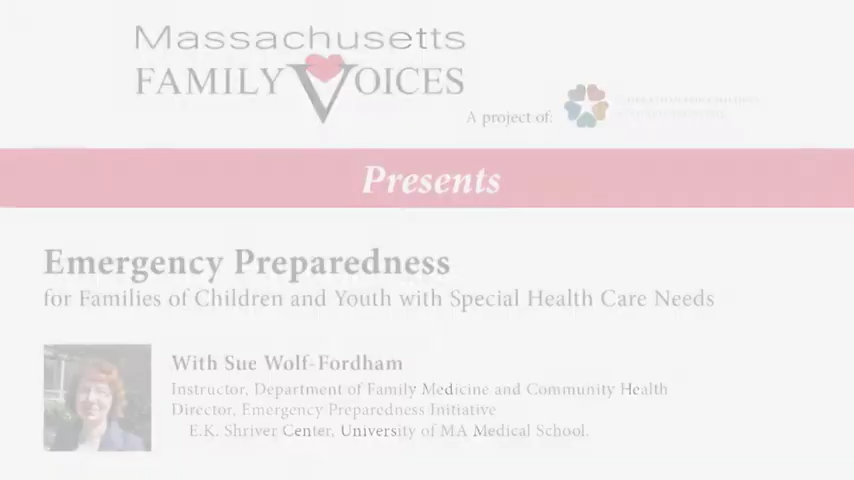 Massachusetts
FAMILY VOICES
A project of:
Presents
Emergency Preparedness
for Families of Children and Youth with Special Health Care Needs
With Sue Wolf-Fordham
Instructor, Department of Family Medicine and Community Health
Director, Emergency Preparedness Initiative
E.K. Shriver Center, University of MA Medical School.